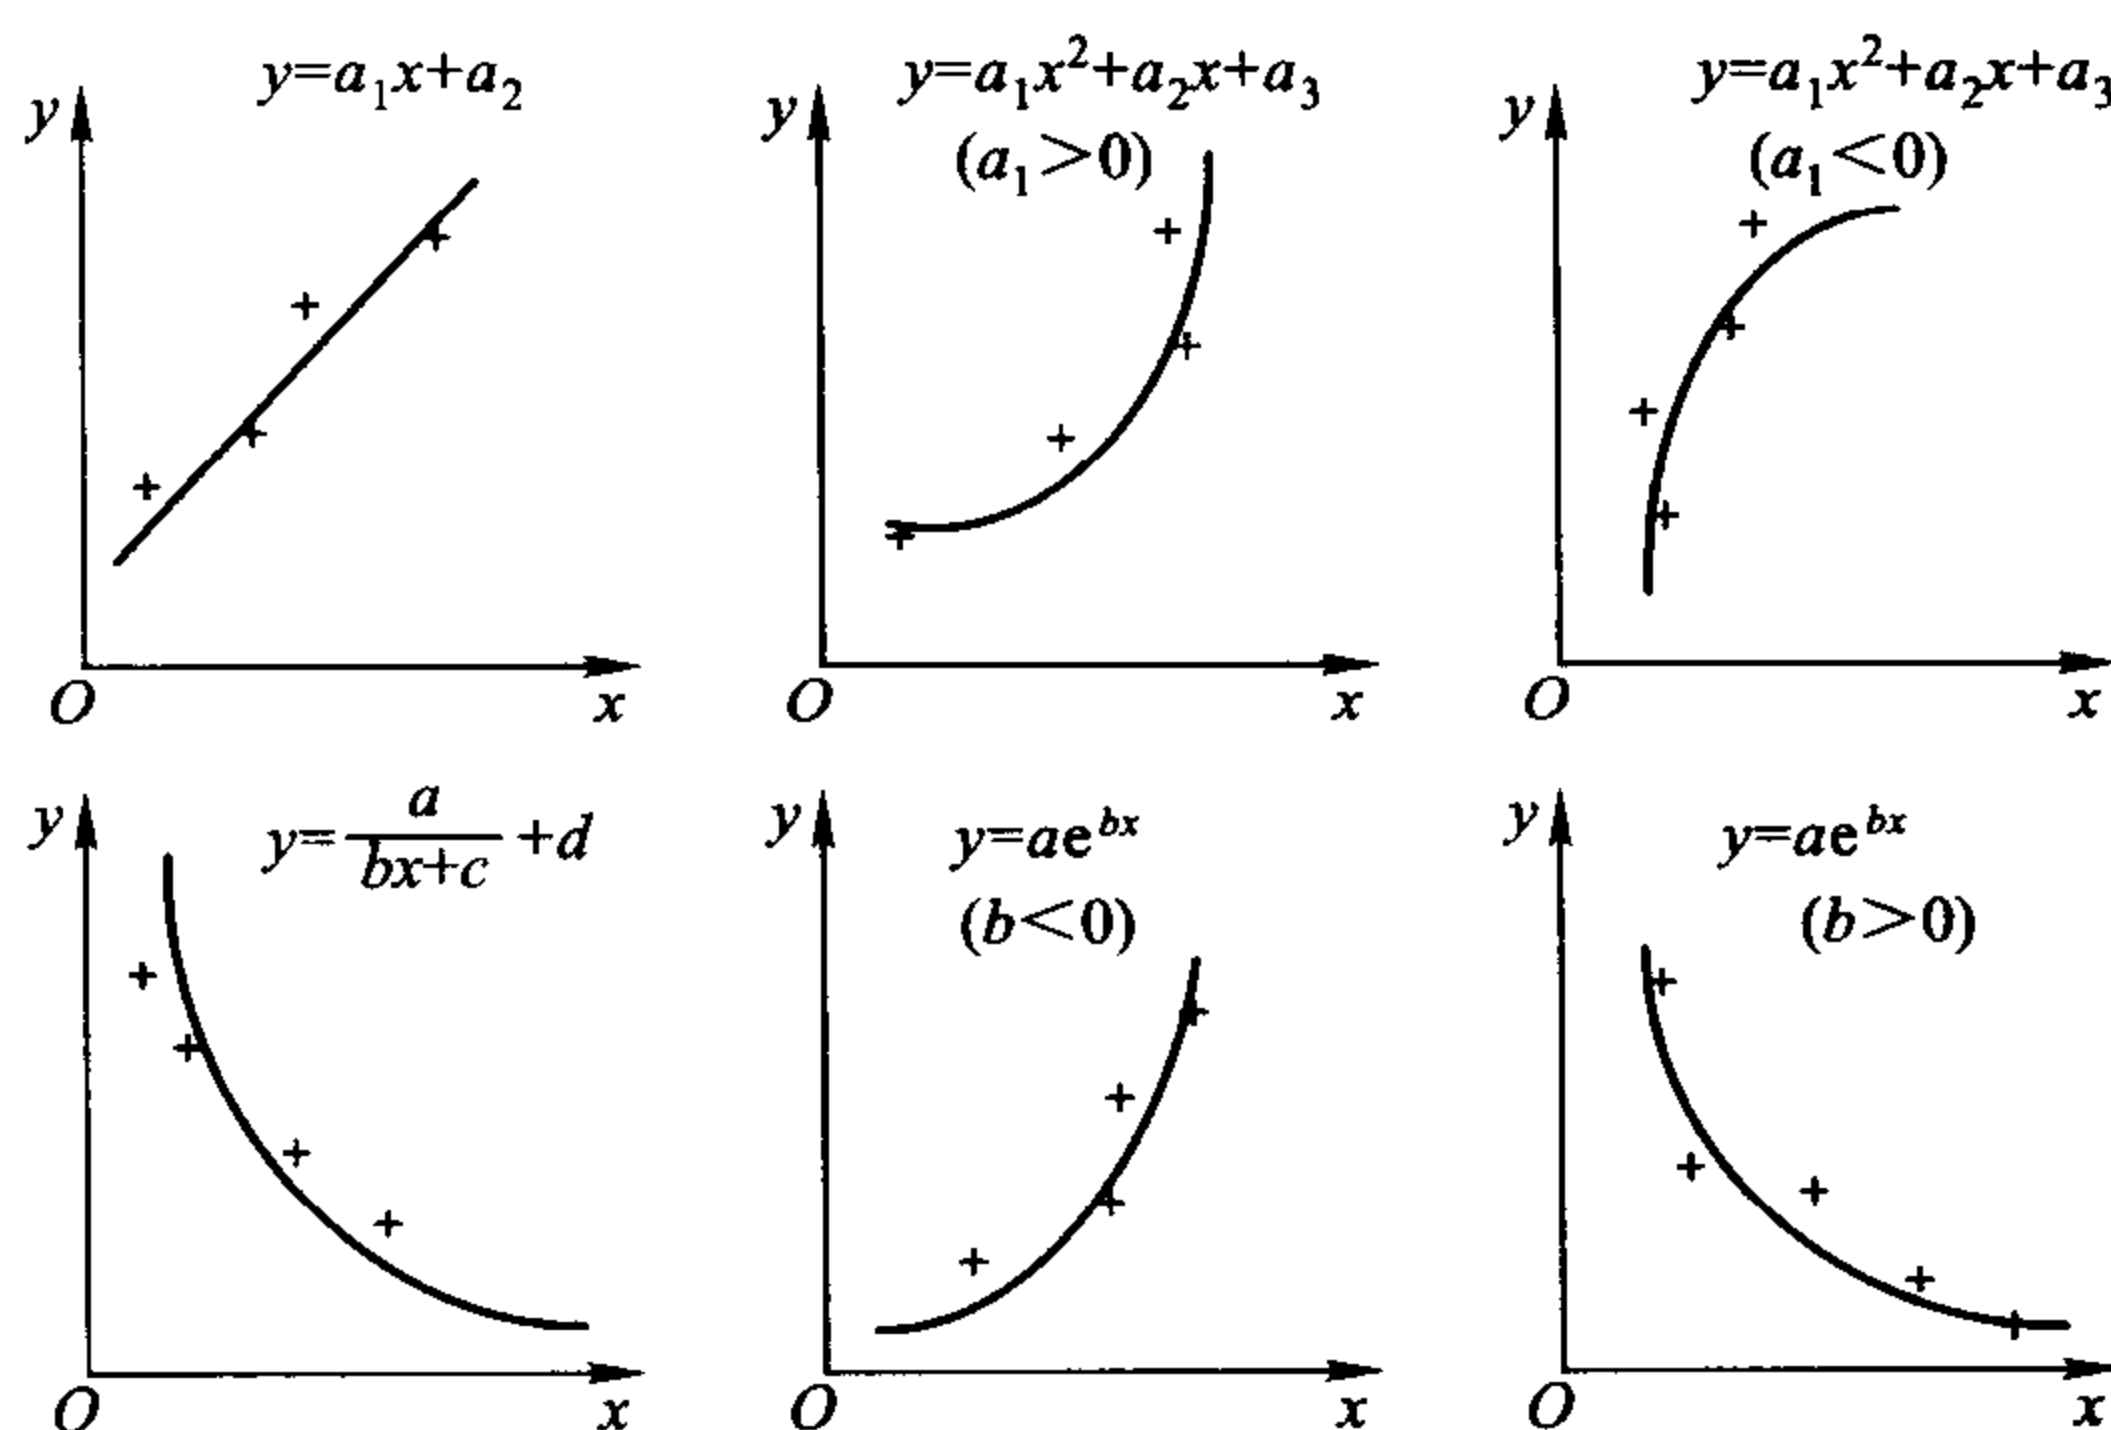 y=a₁x+a₂
y
O
x
y=a₁x²+a₂x+a₃
(a₁>0)
y
O
x
y=a₁x²+a₂x+a₃
(a₁<0)
y
O
x
y=a/(bx+c)+d
y
O
x
y=ae^{bx}
(b<0)
y
O
x
y=ae^{bx}
(b>0)
y
O
x